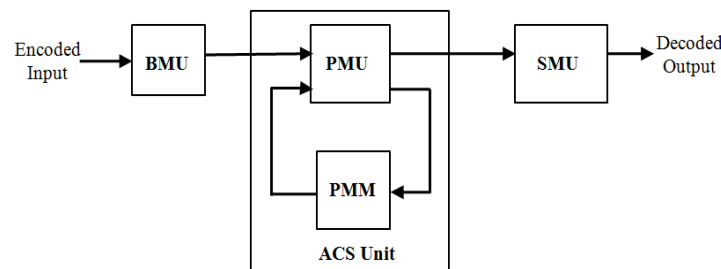 Encoded
Input
BMU
PMU
SMU
Decoded
Output
PMM
ACS Unit